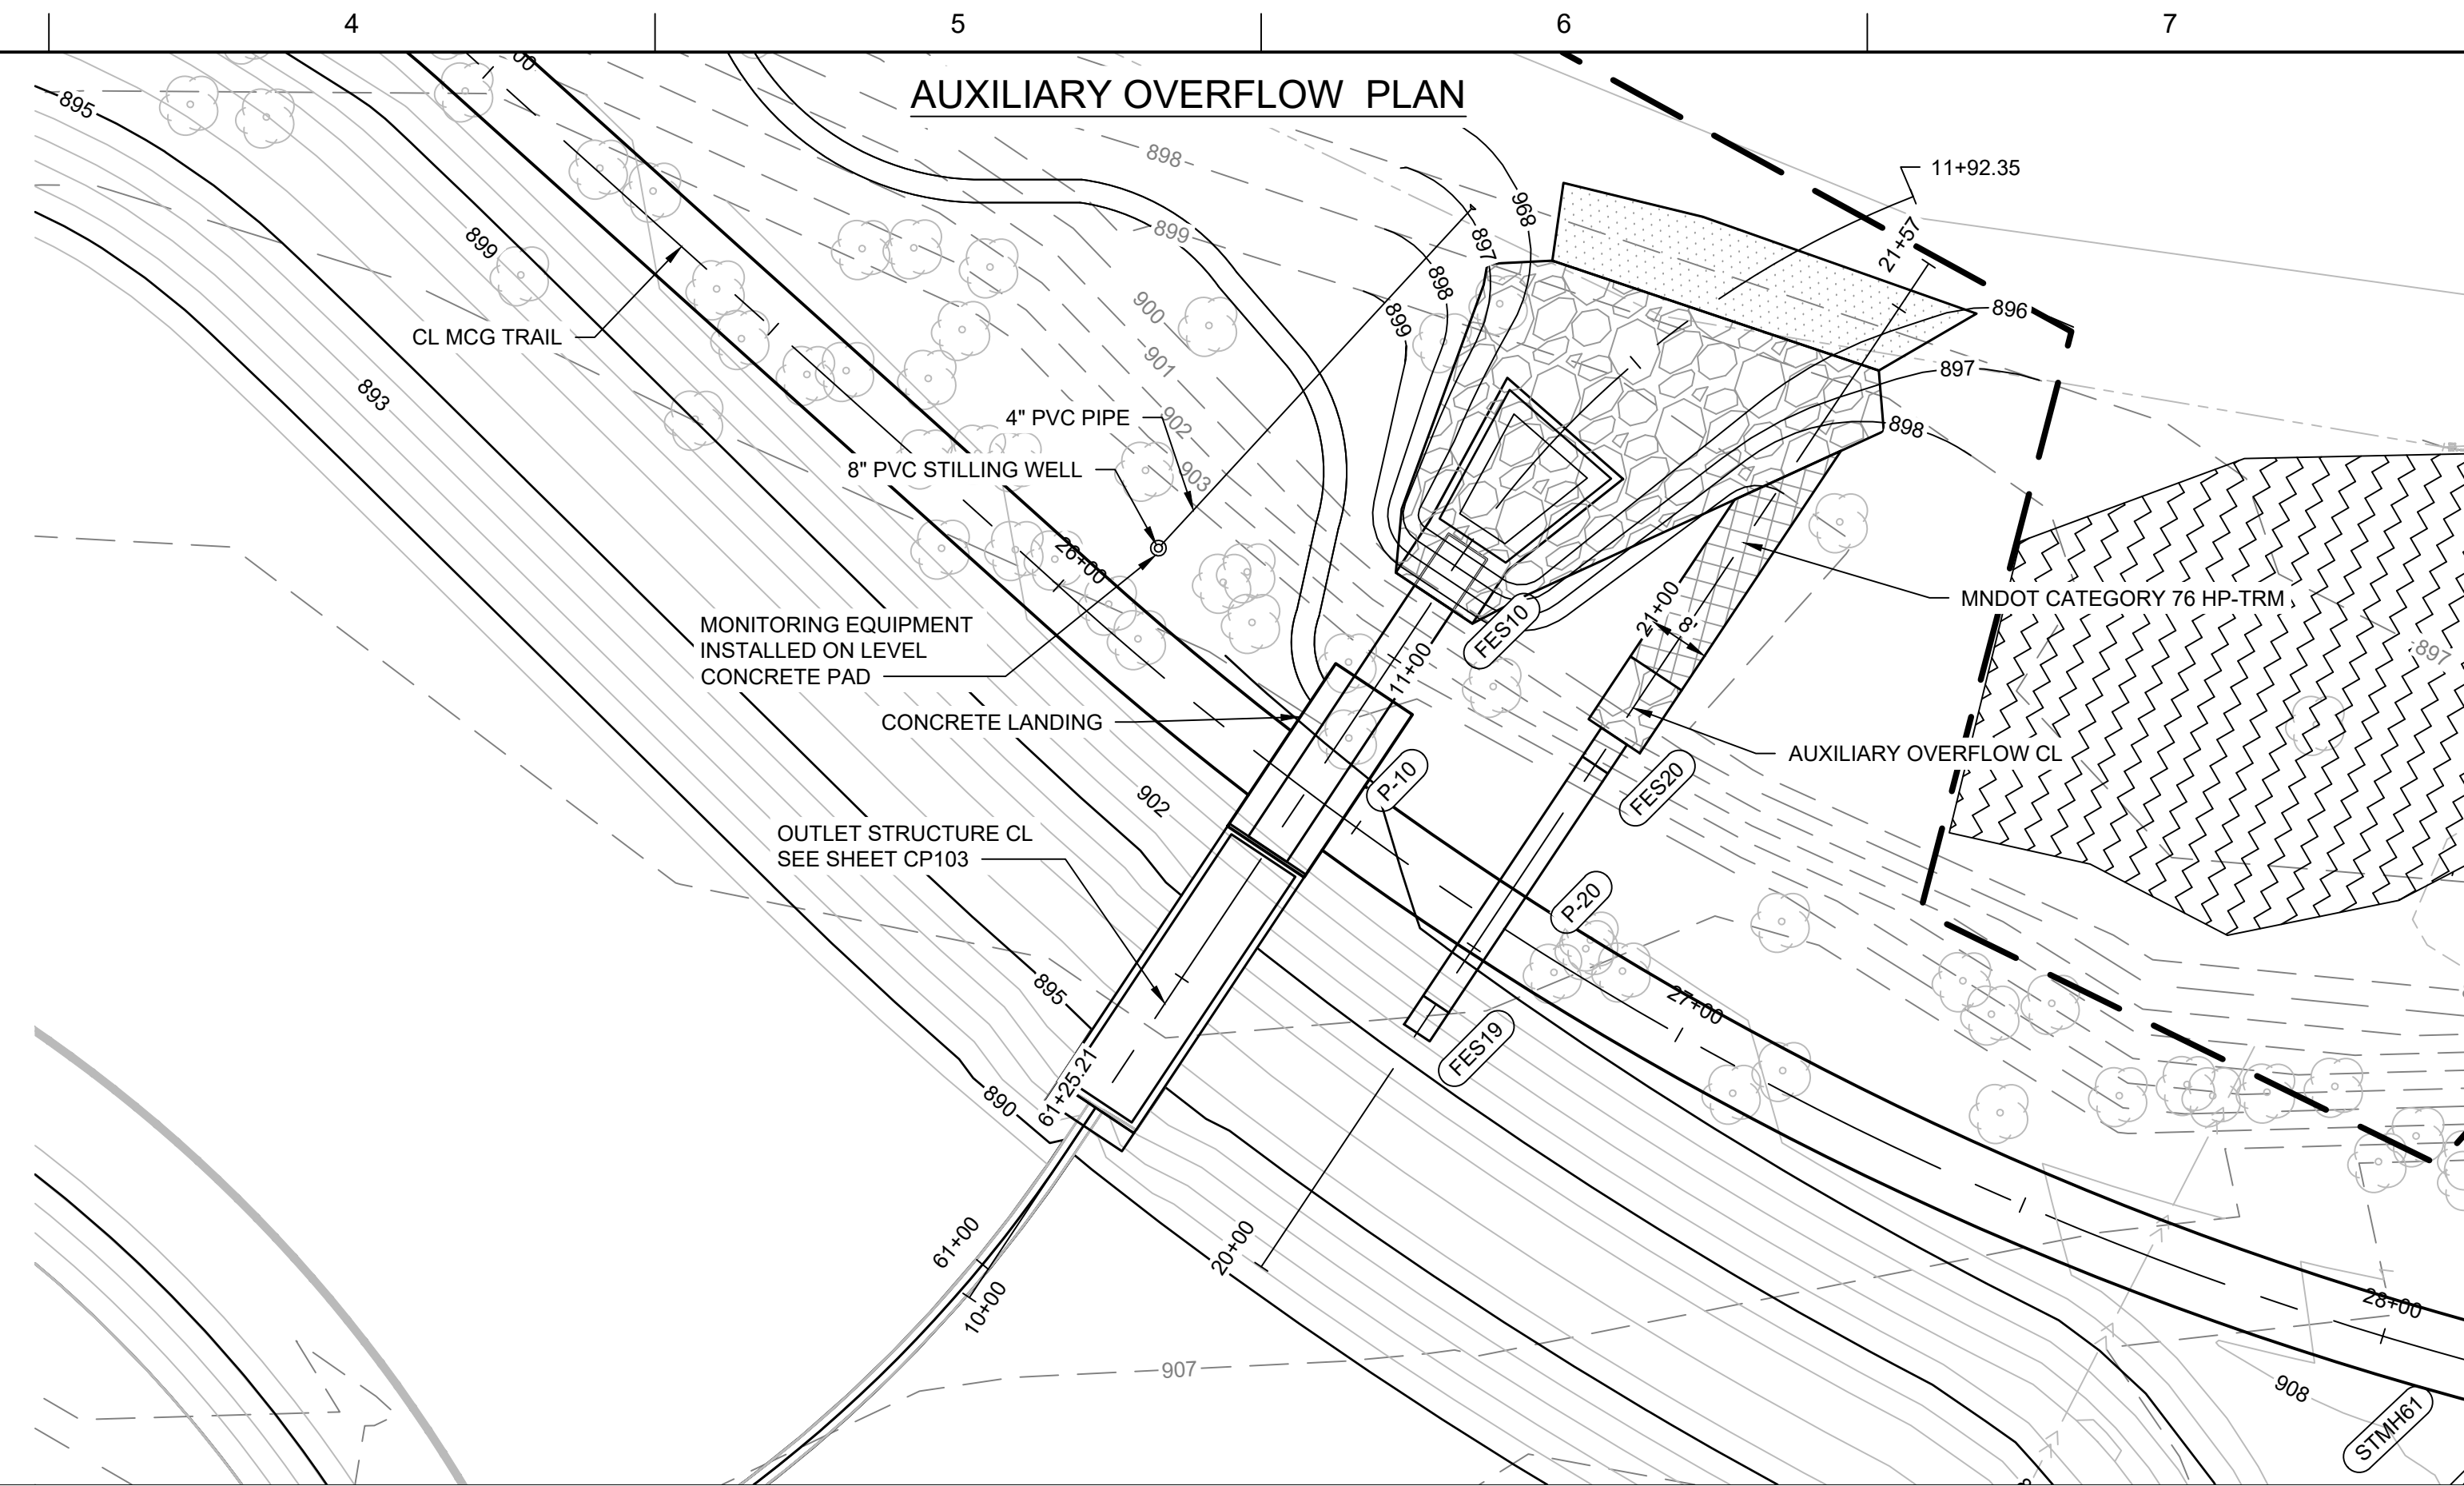 4
5
6
7
AUXILIARY OVERFLOW PLAN
00
895
898
11+92.35
968
899
897
21+57
899
898
900
896
899
CL MCG TRAIL
901
897
893
4" PVC PIPE
902
898
8" PVC STILLING WELL
903
26+00
MNDOT CATEGORY 76 HP-TRM
21+00
8'
MONITORING EQUIPMENT
INSTALLED ON LEVEL
CONCRETE PAD
FES10
897
11+00
CONCRETE LANDING
AUXILIARY OVERFLOW CL
P-10
FES20
902
OUTLET STRUCTURE CL
SEE SHEET CP103
P-20
895
27+00
FES19
61+25.21
890
61+00
20+00
10+00
28+00
907
908
STMH61